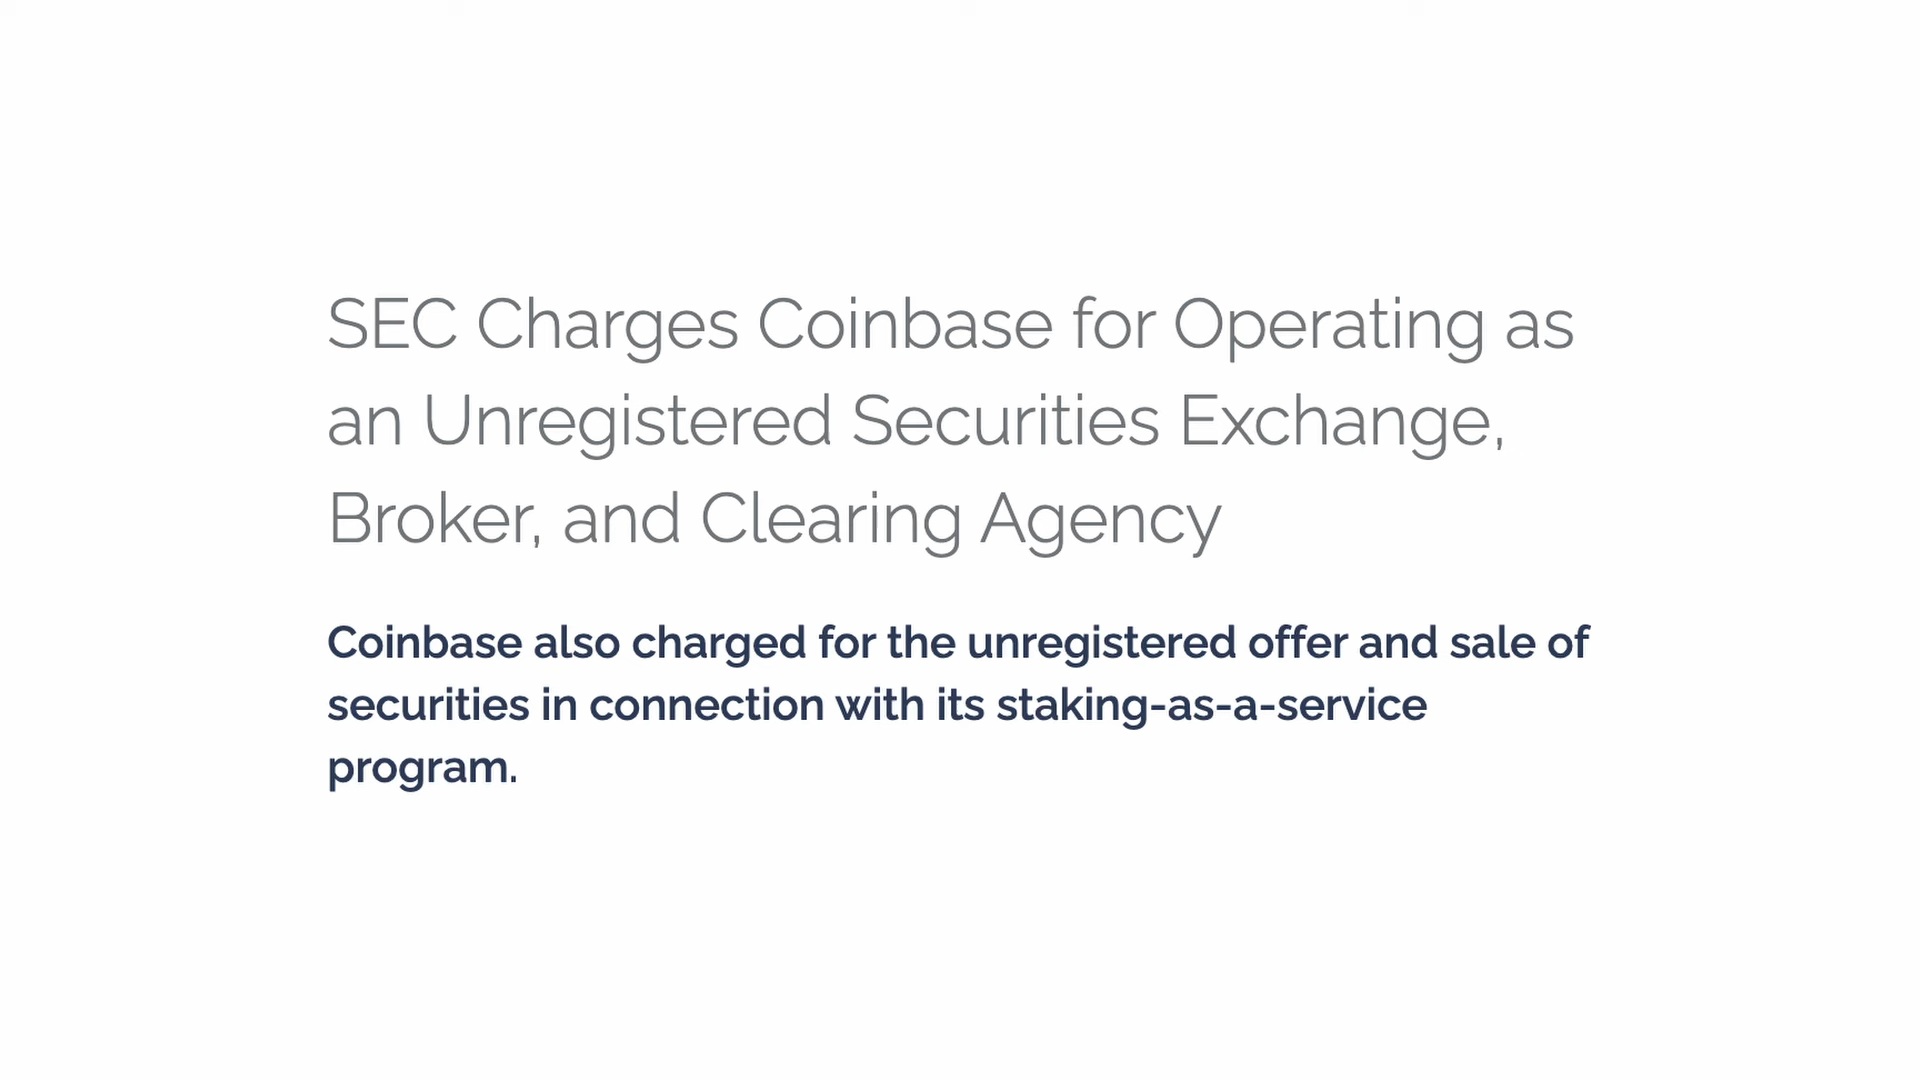 SEC Charges Coinbase for Operating as
an Unregistered Securities Exchange,
Broker, and Clearing Agency
Coinbase also charged for the unregistered offer and sale of
securities in connection with its staking-as-a-service
program.